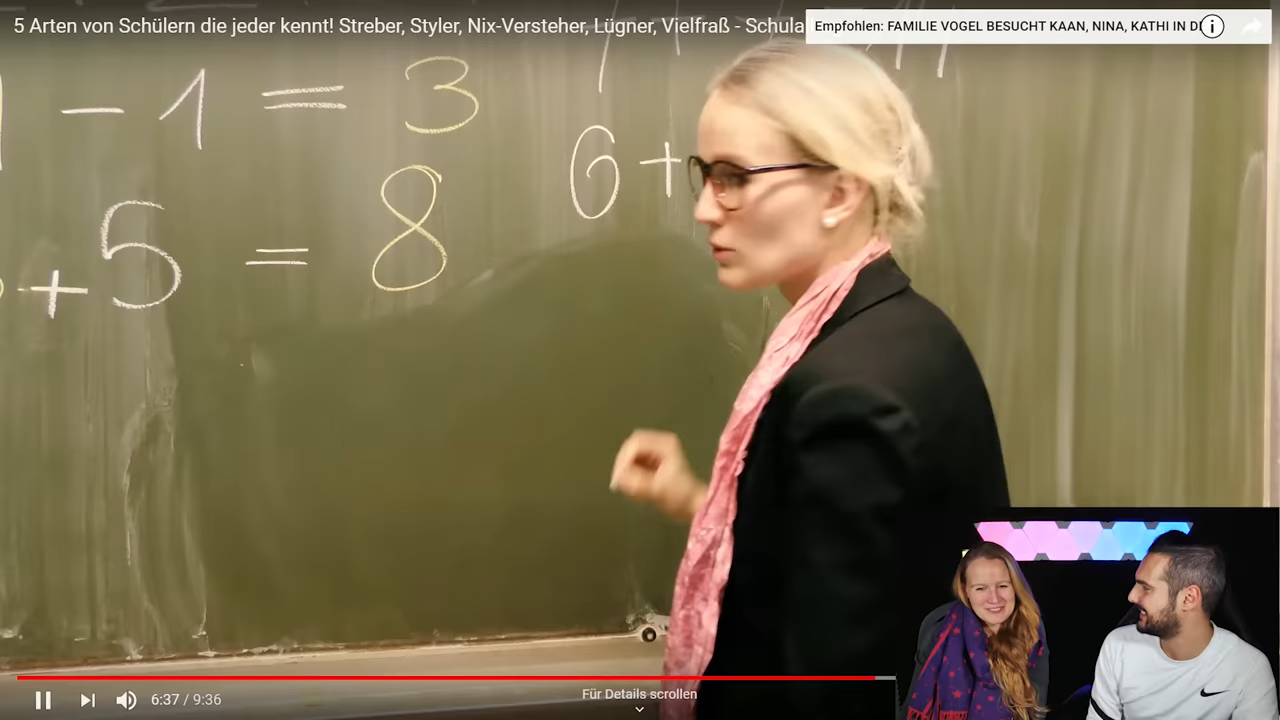 5 Arten von Schülern die jeder kennt! Streber, Styler, Nix-Versteher, Lügner, Vielfraß - Schula
Empfohlen: FAMILIE VOGEL BESUCHT KAAN, NINA, KATHI IN D
- 1 = 3
6 +
+ 5 = 8
6:37 / 9:36
Für Details scrollen